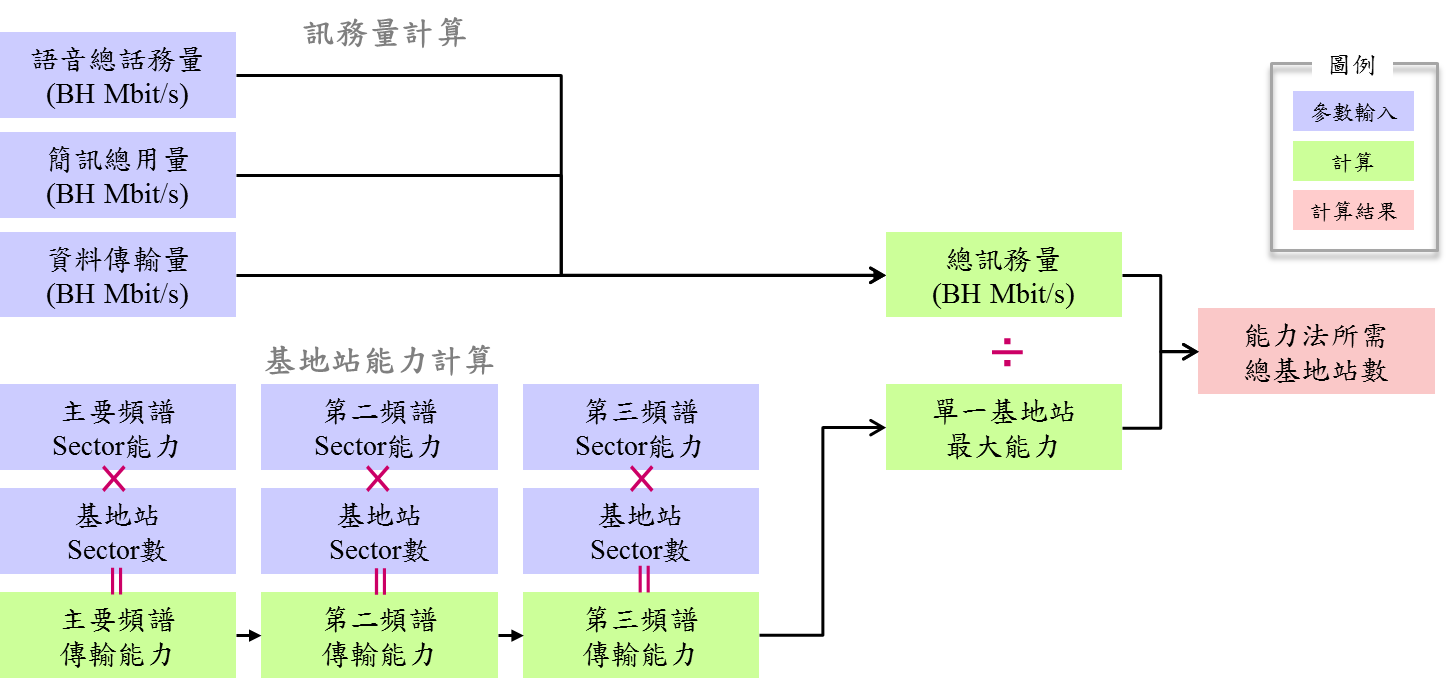 訊務量計算
語音總話務量
(BH Mbit/s)
簡訊總用量
(BH Mbit/s)
資料傳輸量
(BH Mbit/s)
圖例
參數輸入
計算
計算結果
總訊務量
(BH Mbit/s)
÷
單一基地站
最大能力
能力法所需
總基地站數
基地站能力計算
主要頻譜
Sector能力
×
基地站
Sector數
=
主要頻譜
傳輸能力
第二頻譜
Sector能力
×
基地站
Sector數
=
第二頻譜
傳輸能力
第三頻譜
Sector能力
×
基地站
Sector數
=
第三頻譜
傳輸能力